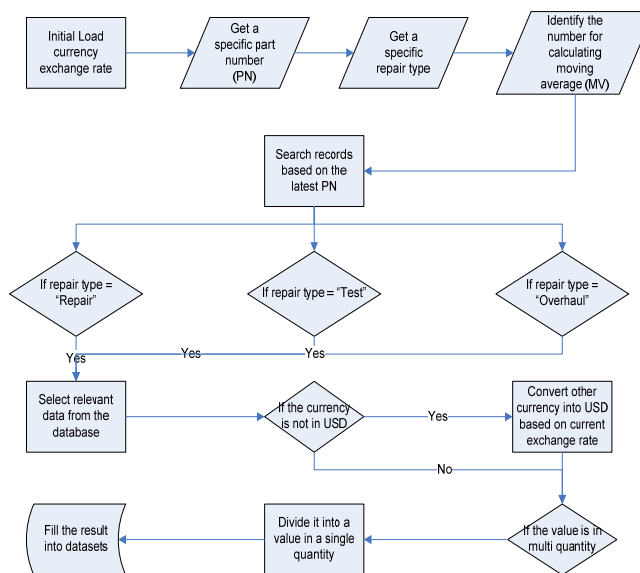 Initial Load
currency
exchange rate
Get a
specific part
number
(PN)
Get a
specific
repair type
Identify the
number for
calculating
moving
average (MV)
Search records
based on the
latest PN
If repair type =
“Repair”
If repair type = “Test”
If repair type =
“Overhaul”
Yes
Yes
Yes
Select relevant
data from the
database
If the currency
is not in USD
Yes
Convert other
currency into USD
based on current
exchange rate
No
Fill the result
into datasets
Divide it into a
value in a single
quantity
If the value is in
multi quantity